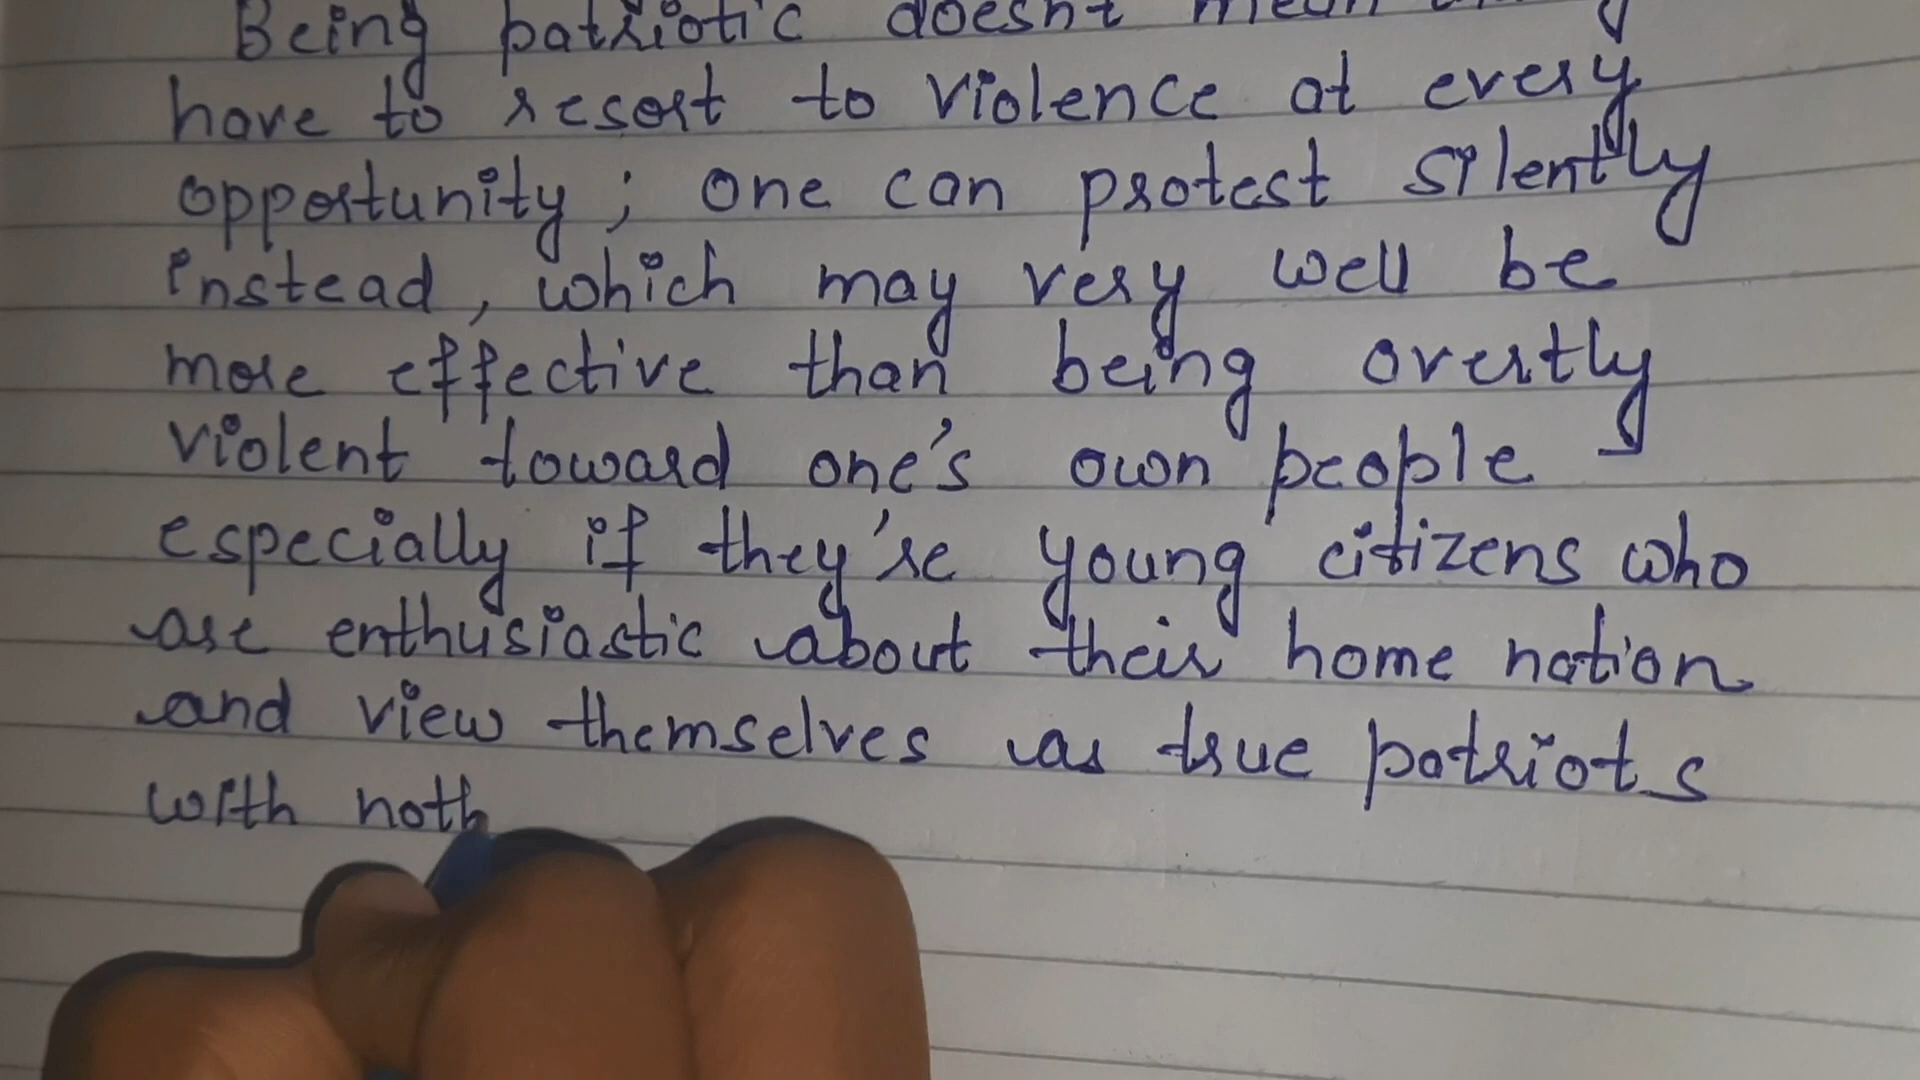 Being patriotic doesnt mean
have to resort to violence at every
opportunity ; one can protest silently
instead , which may very well be
more effective than being overtly
violent toward one's own people
especially if they're young citizens who
are enthusiastic about their home nation
and view themselves as true patriots
with noth